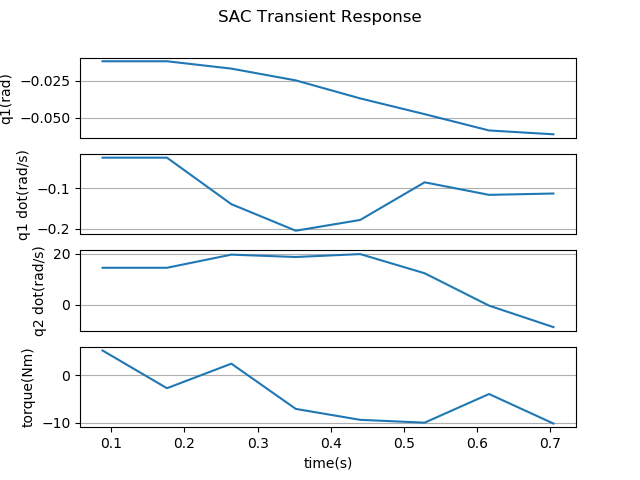 SAC Transient Response
q1(rad)
−0.025
−0.050
q1 dot(rad/s)
−0.1
−0.2
q2 dot(rad/s)
20
0
torque(Nm)
0
−10
0.1 0.2 0.3 0.4 0.5 0.6 0.7
time(s)